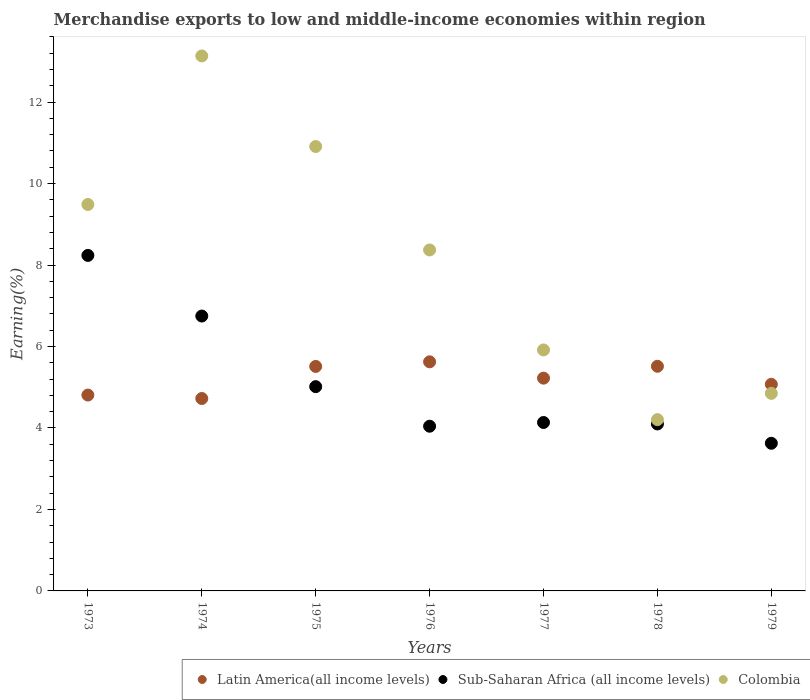 Merchandise exports to low and middle-income economies within region
Earning(%)
12
10
8
6
4
2
0
1973
1974
1975
1976
1977
1978
1979
Years
Latin America(all income levels)
Sub-Saharan Africa (all income levels)
Colombia